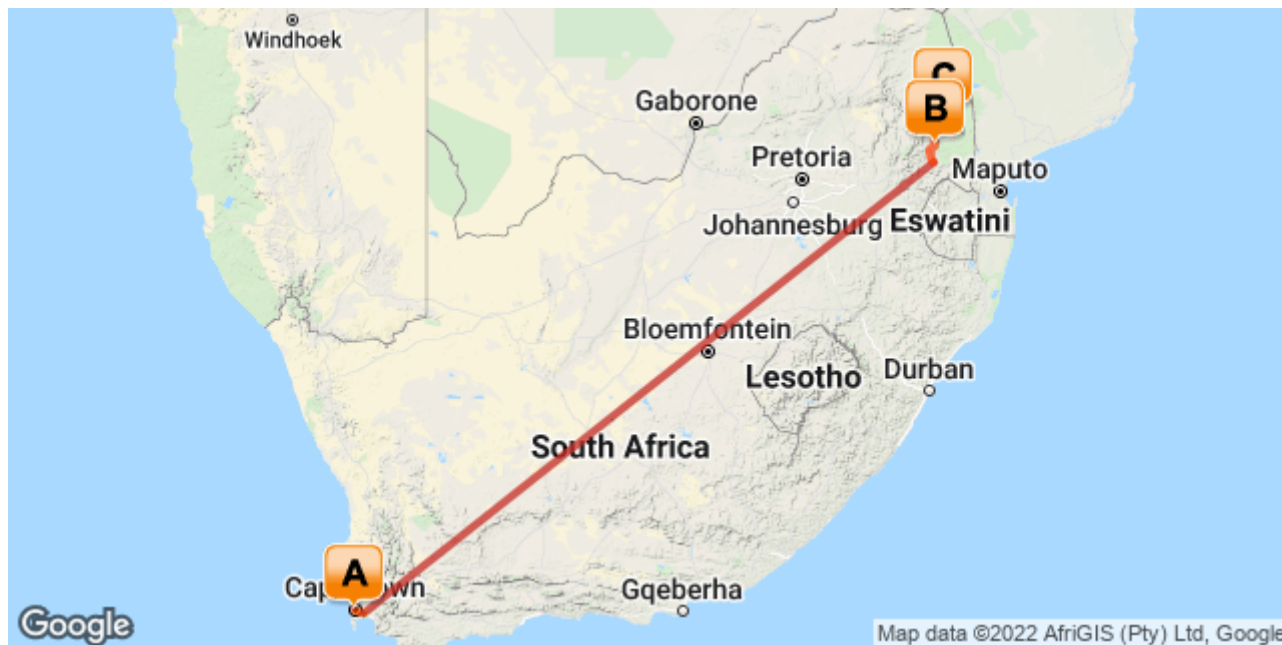 Windhoek
C
Gaborone
B
Pretoria
Maputo
Johannesburg
Eswatini
Bloemfontein
Lesotho
Durban
South Africa
A
Gqeberha
Google
Map data ©2022 AfriGIS (Pty) Ltd, Google